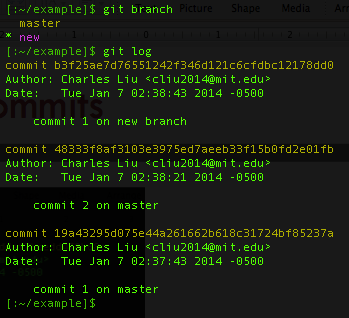 Picture Shape Media
[:~/example]$ git branch
master
* new
[:~/example]$ git log
commit b3f25ae7d76551242f346d121c6cfdbc12178dd0
Author: Charles Liu <cliu2014@mit.edu>
Date: Tue Jan 7 02:38:43 2014 -0500
commit 1 on new branch
commit 48333f8af3103e3975ed7aeeb33f15b0fd2e01fb
Author: Charles Liu <cliu2014@mit.edu>
Date: Tue Jan 7 02:38:21 2014 -0500
commit 2 on master
commit 19a43295d075e44a261662b618c31724bf85237a
Author: Charles Liu <cliu2014@mit.edu>
Date: Tue Jan 7 02:37:43 2014 -0500
commit 1 on master
[:~/example]$